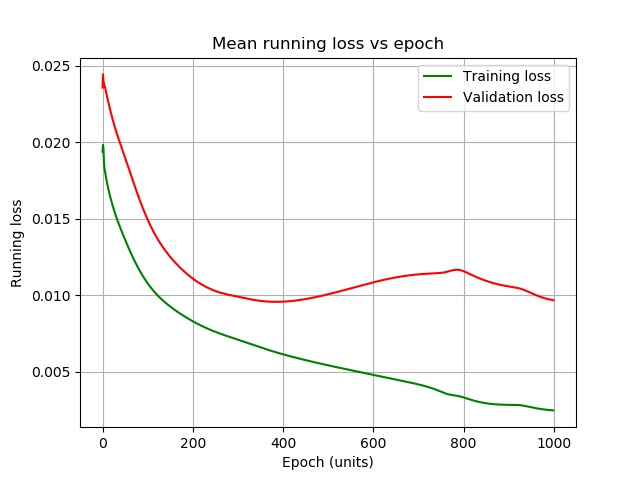 Mean running loss vs epoch
Training loss
Validation loss
0.025
0.020
0.015
0.010
0.005
Running loss
0 200 400 600 800 1000
Epoch (units)